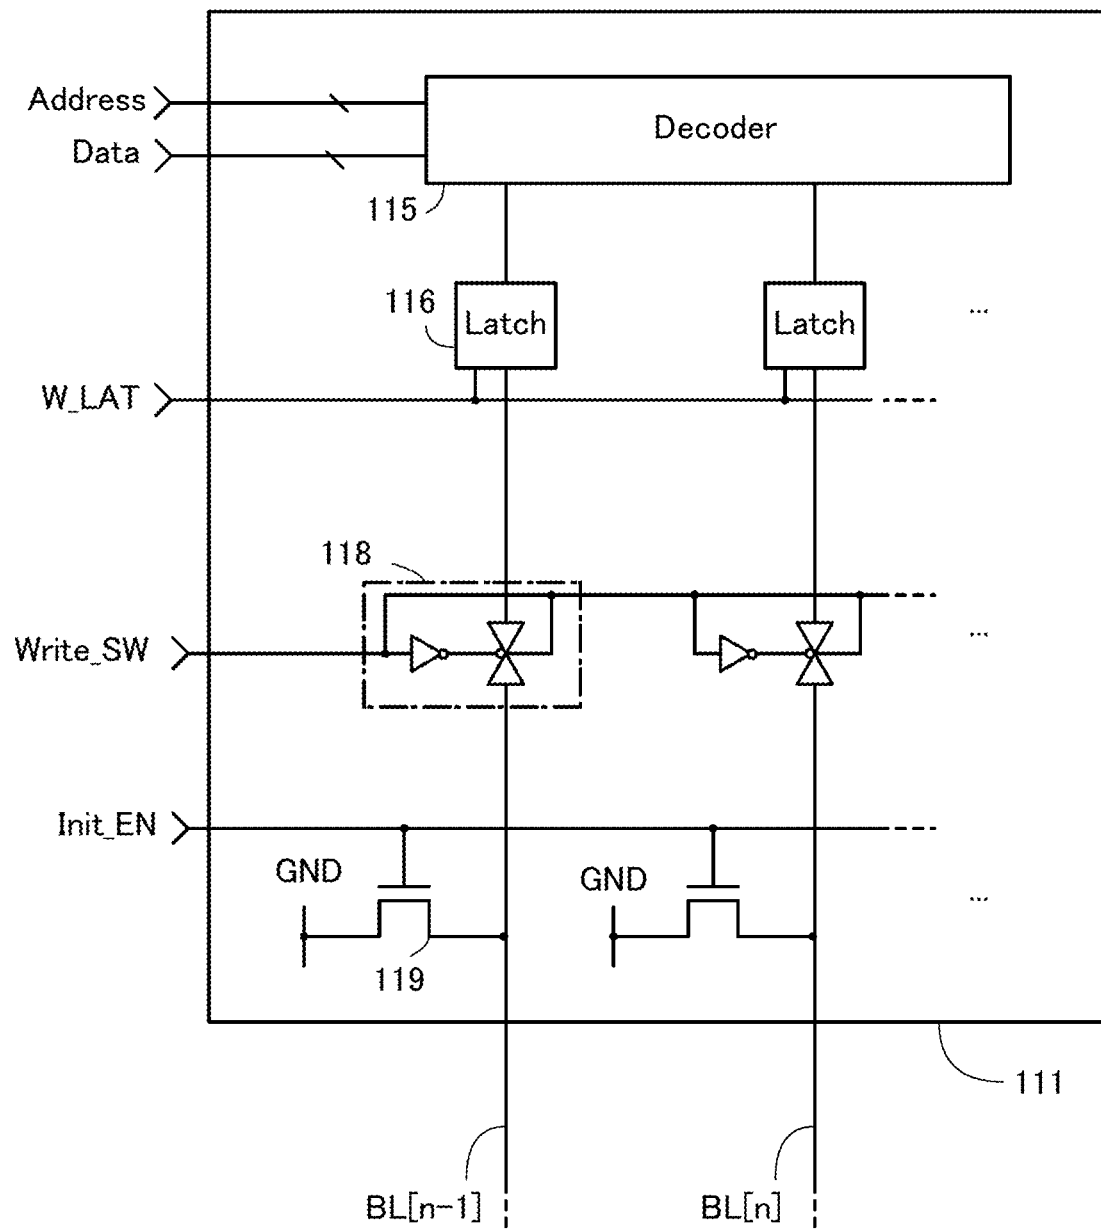 Address
Decoder
Data
115
116
Latch
Latch
...
W_LAT
118
Write_SW
...
Init_EN
GND
GND
...
119
111
BL[n-1]
BL[n]